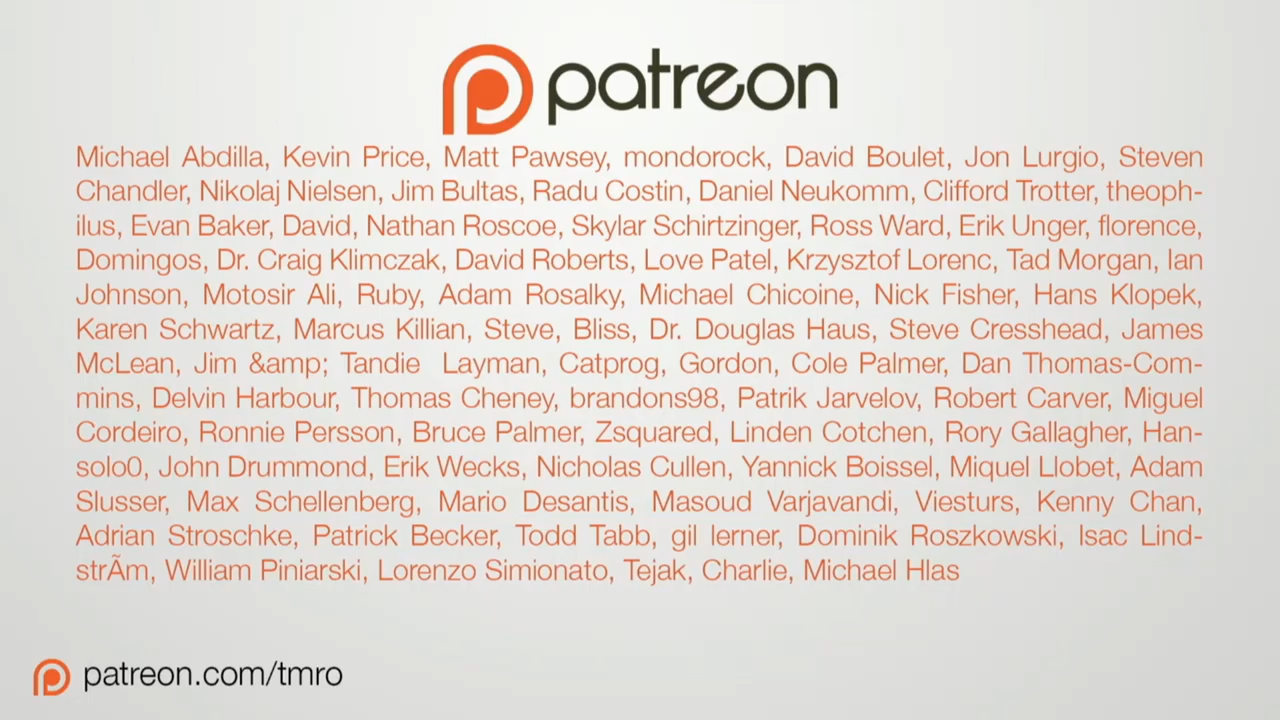 patreon
Michael Abdilla, Kevin Price, Matt Pawsey, mondorock, David Boulet, Jon Lurgio, Steven
Chandler, Nikolaj Nielsen, Jim Bultas, Radu Costin, Daniel Neukomm, Clifford Trotter, theoph-
ilus, Evan Baker, David, Nathan Roscoe, Skylar Schirtzinger, Ross Ward, Erik Unger, florence,
Domingos, Dr. Craig Klimczak, David Roberts, Love Patel, Krzysztof Lorenc, Tad Morgan, Ian
Johnson, Motosir Ali, Ruby, Adam Rosalky, Michael Chicoine, Nick Fisher, Hans Klopek,
Karen Schwartz, Marcus Killian, Steve, Bliss, Dr. Douglas Haus, Steve Cresshead, James
McLean, Jim &amp; Tandie Layman, Catprog, Gordon, Cole Palmer, Dan Thomas-Com-
mins, Delvin Harbour, Thomas Cheney, brandons98, Patrik Jarvelov, Robert Carver, Miguel
Cordeiro, Ronnie Persson, Bruce Palmer, Zsquared, Linden Cotchen, Rory Gallagher, Han-
solo0, John Drummond, Erik Wecks, Nicholas Cullen, Yannick Boissel, Miquel Llobet, Adam
Slusser, Max Schellenberg, Mario Desantis, Masoud Varjavandi, Viesturs, Kenny Chan,
Adrian Stroschke, Patrick Becker, Todd Tabb, gil lerner, Dominik Roszkowski, Isac Lind-
strÃm, William Piniarski, Lorenzo Simionato, Tejak, Charlie, Michael Hlas
patreon.com/tmro